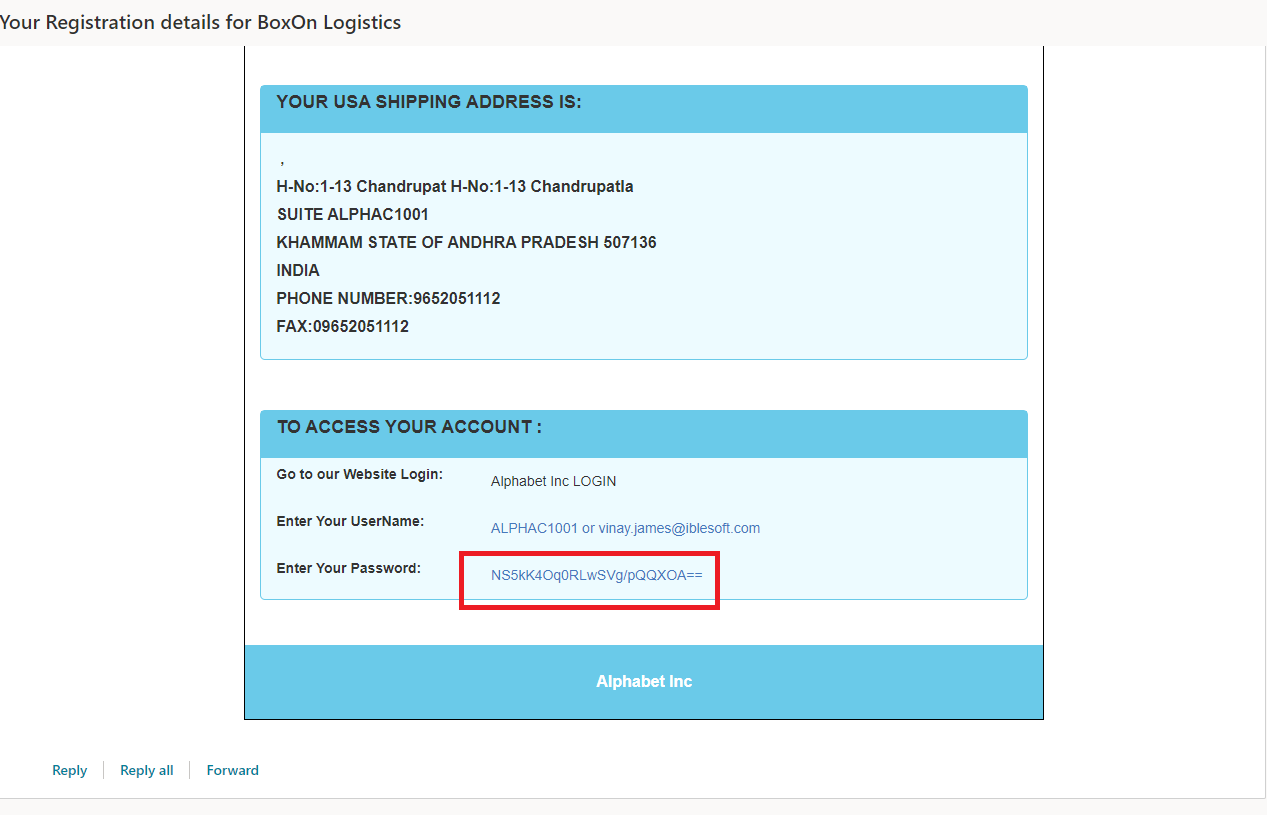 Your Registration details for BoxOn Logistics
YOUR USA SHIPPING ADDRESS IS:
,
H-No:1-13 Chandrupat H-No:1-13 Chandrupatla
SUITE ALPHAC1001
KHAMMAM STATE OF ANDHRA PRADESH 507136
INDIA
PHONE NUMBER:9652051112
FAX:09652051112
TO ACCESS YOUR ACCOUNT :
Go to our Website Login: Alphabet Inc LOGIN
Enter Your UserName: ALPHAC1001 or vinay.james@iblesoft.com
Enter Your Password: NS5kK4Oq0RLwSVg/pQQXOA==
Alphabet Inc
Reply Reply all Forward